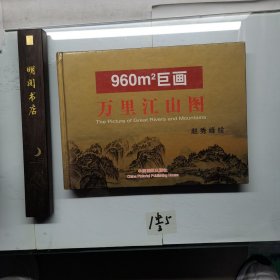 明阅书店
960m²巨画
万里江山图
The Picture of Great Rivers and Mountains
赵秀峰绘
中国画报出版社
China Pictorial Publishing House